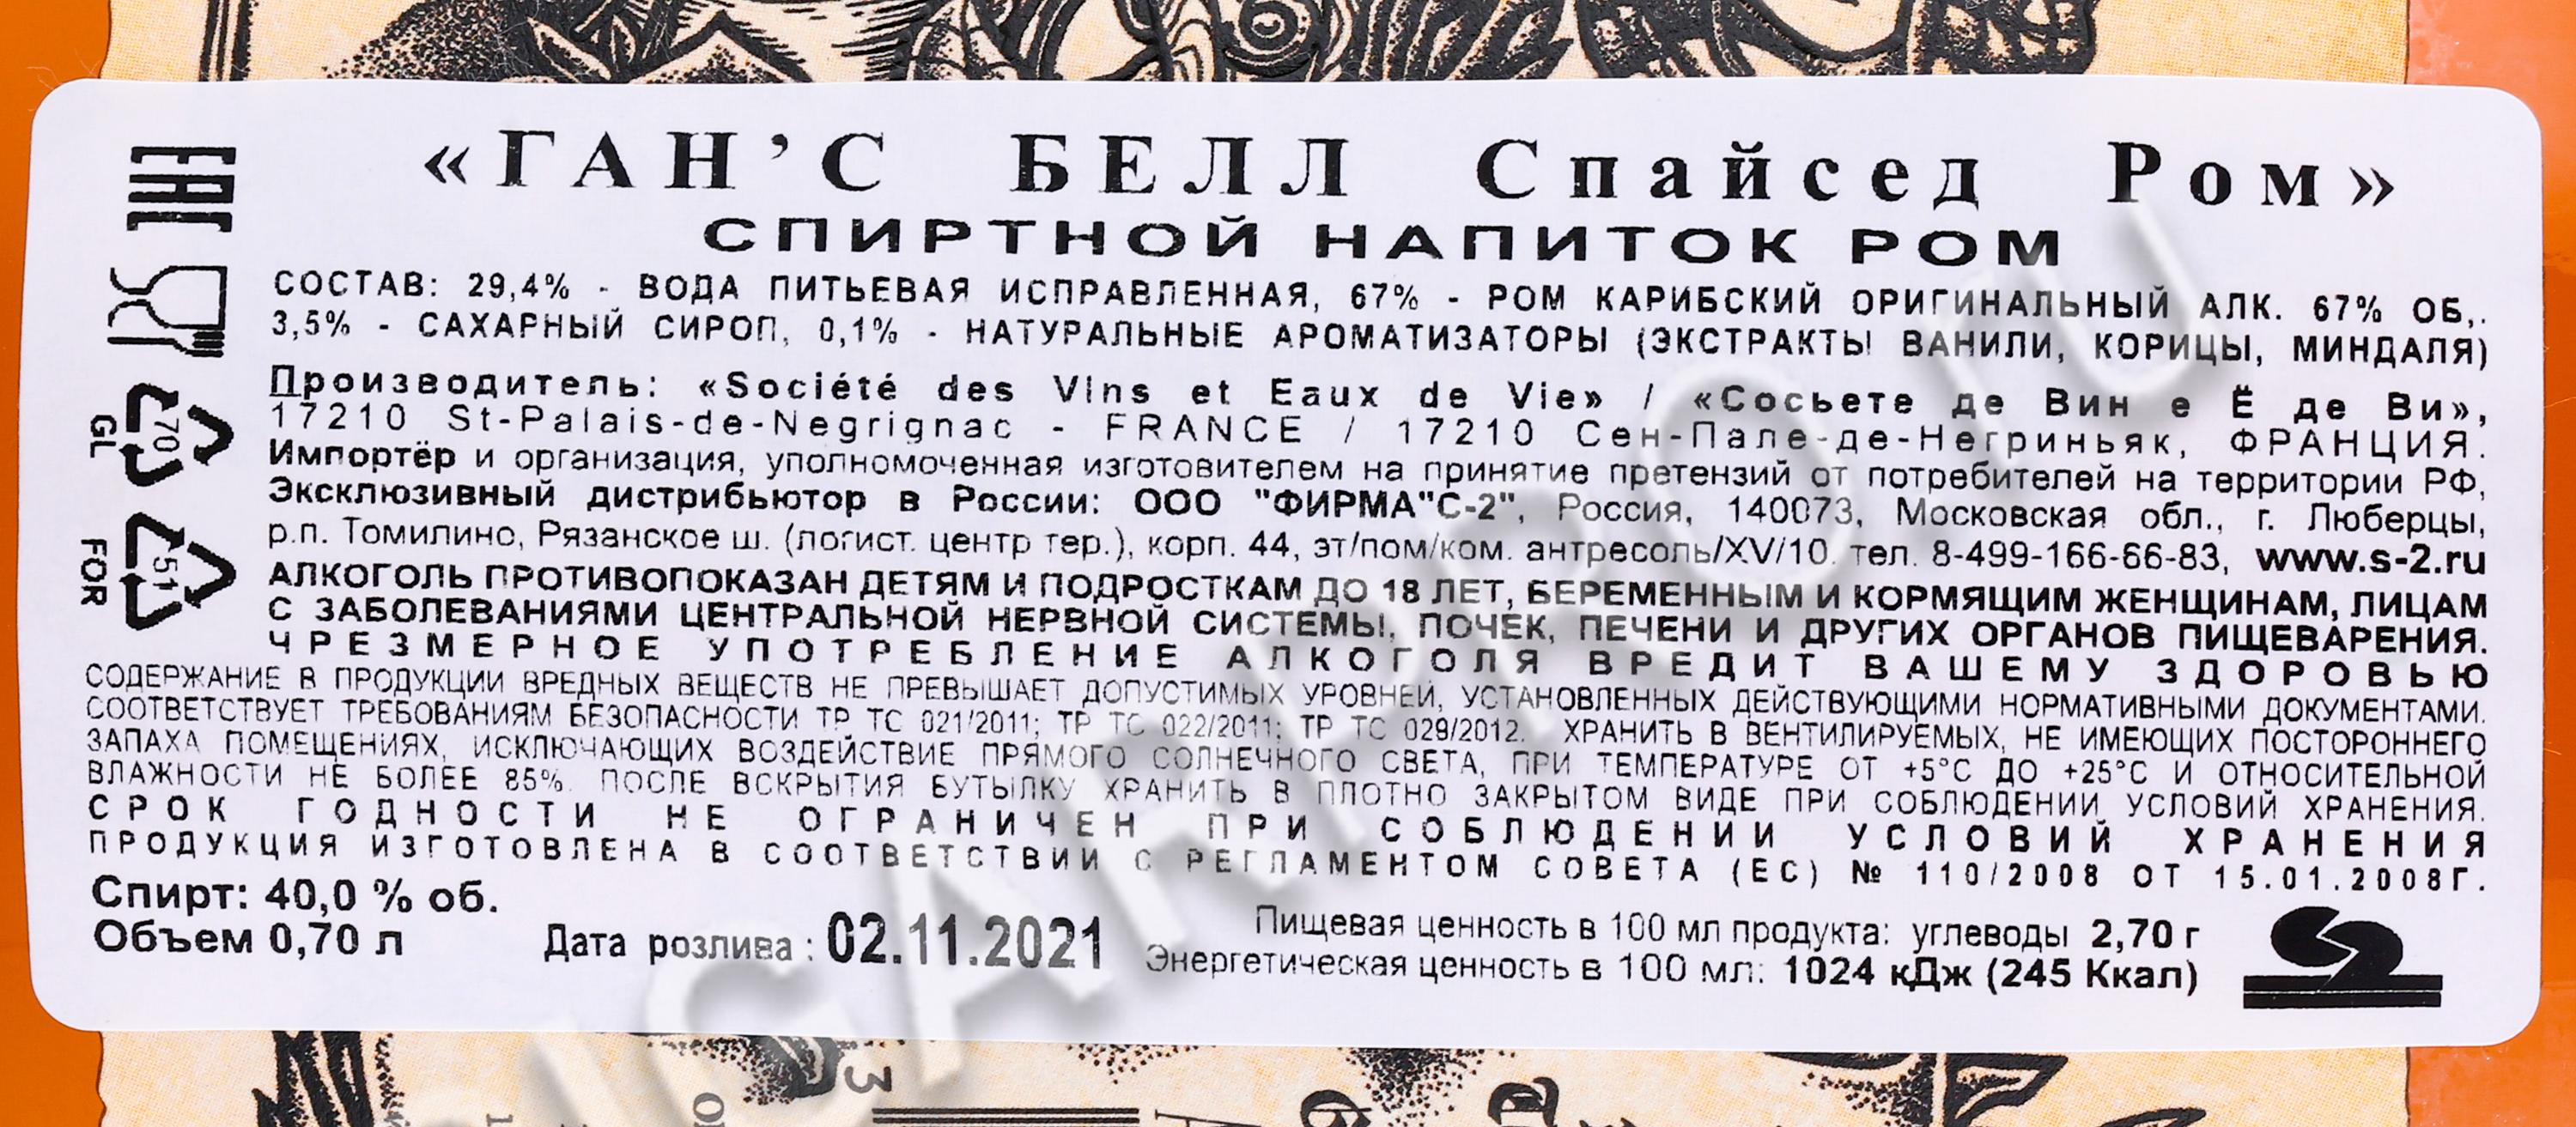 «ГАН’С БЕЛЛ Спайсед Ром»
СПИРТНОЙ НАПИТОК РОМ
СОСТАВ: 29,4% - ВОДА ПИТЬЕВАЯ ИСПРАВЛЕННАЯ, 67% - РОМ КАРИБСКИЙ ОРИГИНАЛЬНЫЙ АЛК. 67% ОБ,.
3,5% - САХАРНЫЙ СИРОП, 0,1% - НАТУРАЛЬНЫЕ АРОМАТИЗАТОРЫ (ЭКСТРАКТЫ ВАНИЛИ, КОРИЦЫ, МИНДАЛЯ)
Производитель: «Société des Vins et Eaux de Vie» / «Сосьете де Вин е Ё де Ви»,
17210 St-Palais-de-Negrignac - FRANCE / 17210 Сен-Пале-де-Негриньяк, ФРАНЦИЯ.
Импортёр и организация, уполномоченная изготовителем на принятие претензий от потребителей на территории РФ,
Эксклюзивный дистрибьютор в России: ООО "ФИРМА"С-2", Россия, 140073, Московская обл., г. Люберцы,
р.п. Томилино, Рязанское ш. (логист. центр тер.), корп. 44, эт/пом/ком. антресоль/XV/10. тел. 8-499-166-66-83, www.s-2.ru
АЛКОГОЛЬ ПРОТИВОПОКАЗАН ДЕТЯМ И ПОДРОСТКАМ ДО 18 ЛЕТ, БЕРЕМЕННЫМ И КОРМЯЩИМ ЖЕНЩИНАМ, ЛИЦАМ
С ЗАБОЛЕВАНИЯМИ ЦЕНТРАЛЬНОЙ НЕРВНОЙ СИСТЕМЫ, ПОЧЕК, ПЕЧЕНИ И ДРУГИХ ОРГАНОВ ПИЩЕВАРЕНИЯ.
ЧРЕЗМЕРНОЕ УПОТРЕБЛЕНИЕ АЛКОГОЛЯ ВРЕДИТ ВАШЕМУ ЗДОРОВЬЮ
СОДЕРЖАНИЕ В ПРОДУКЦИИ ВРЕДНЫХ ВЕЩЕСТВ НЕ ПРЕВЫШАЕТ ДОПУСТИМЫХ УРОВНЕЙ, УСТАНОВЛЕННЫХ ДЕЙСТВУЮЩИМИ НОРМАТИВНЫМИ ДОКУМЕНТАМИ.
СООТВЕТСТВУЕТ ТРЕБОВАНИЯМ БЕЗОПАСНОСТИ ТР ТС 021/2011; ТР ТС 022/2011; ТР ТС 029/2012. ХРАНИТЬ В ВЕНТИЛИРУЕМЫХ, НЕ ИМЕЮЩИХ ПОСТОРОННЕГО
ЗАПАХА ПОМЕЩЕНИЯХ, ИСКЛЮЧАЮЩИХ ВОЗДЕЙСТВИЕ ПРЯМОГО СОЛНЕЧНОГО СВЕТА, ПРИ ТЕМПЕРАТУРЕ ОТ +5°С ДО +25°С И ОТНОСИТЕЛЬНОЙ
ВЛАЖНОСТИ НЕ БОЛЕЕ 85%. ПОСЛЕ ВСКРЫТИЯ БУТЫЛКУ ХРАНИТЬ В ПЛОТНО ЗАКРЫТОМ ВИДЕ ПРИ СОБЛЮДЕНИИ УСЛОВИЙ ХРАНЕНИЯ.
СРОК ГОДНОСТИ НЕ ОГРАНИЧЕН ПРИ СОБЛЮДЕНИИ УСЛОВИЙ ХРАНЕНИЯ
ПРОДУКЦИЯ ИЗГОТОВЛЕНА В СООТВЕТСТВИИ С РЕГЛАМЕНТОМ СОВЕТА (ЕС) № 110/2008 ОТ 15.01.2008Г.
Спирт: 40,0 % об.
Объем 0,70 л
Дата розлива : 02.11.2021
Пищевая ценность в 100 мл продукта: углеводы 2,70 г
Энергетическая ценность в 100 мл: 1024 кДж (245 Ккал)
EAC
70
GL
51
FOR
CIGARPRO.ru